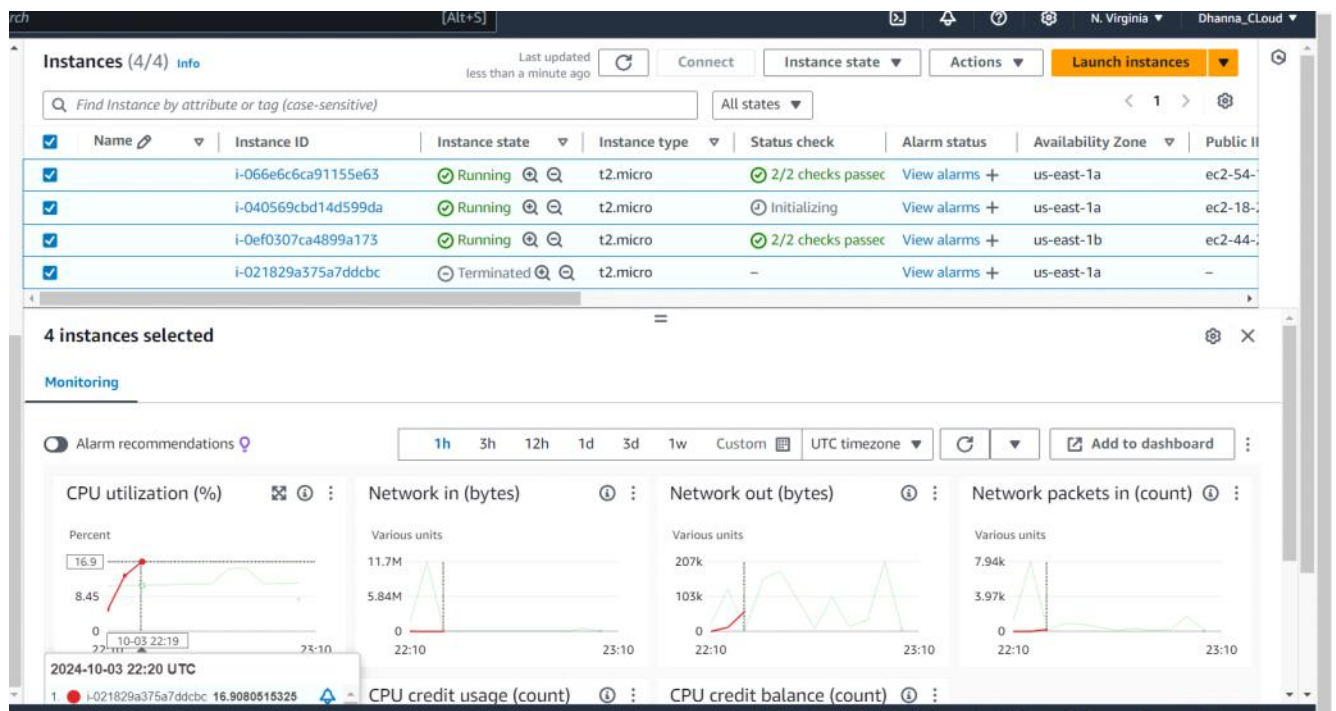 rch [Alt+S] N. Virginia ▼ Dhanna_CLoud ▼
Instances (4/4) Info Last updated less than a minute ago Connect Instance state ▼ Actions ▼ Launch instances ▼
Find Instance by attribute or tag (case-sensitive) All states ▼ < 1 >
Name Instance ID Instance state Instance type Status check Alarm status Availability Zone Public II
i-066e6c6ca91155e63 Running t2.micro 2/2 checks passec View alarms + us-east-1a ec2-54-
i-040569cbd14d599da Running t2.micro Initializing View alarms + us-east-1a ec2-18-
i-0ef0307ca4899a173 Running t2.micro 2/2 checks passec View alarms + us-east-1b ec2-44-
i-021829a375a7ddcbc Terminated t2.micro – View alarms + us-east-1a –
4 instances selected
Monitoring
Alarm recommendations 1h 3h 12h 1d 3d 1w Custom UTC timezone ▼ Add to dashboard
CPU utilization (%) Network in (bytes) Network out (bytes) Network packets in (count)
Percent Various units Various units Various units
16.9 11.7M 207k 7.94k
8.45 5.84M 103k 3.97k
0 0 0 0
10-03 22:19
23:10 22:10 23:10 22:10 23:10 22:10 23:10
2024-10-03 22:20 UTC
1. i-021829a375a7ddcbc 16.9080515325 CPU credit usage (count) CPU credit balance (count)